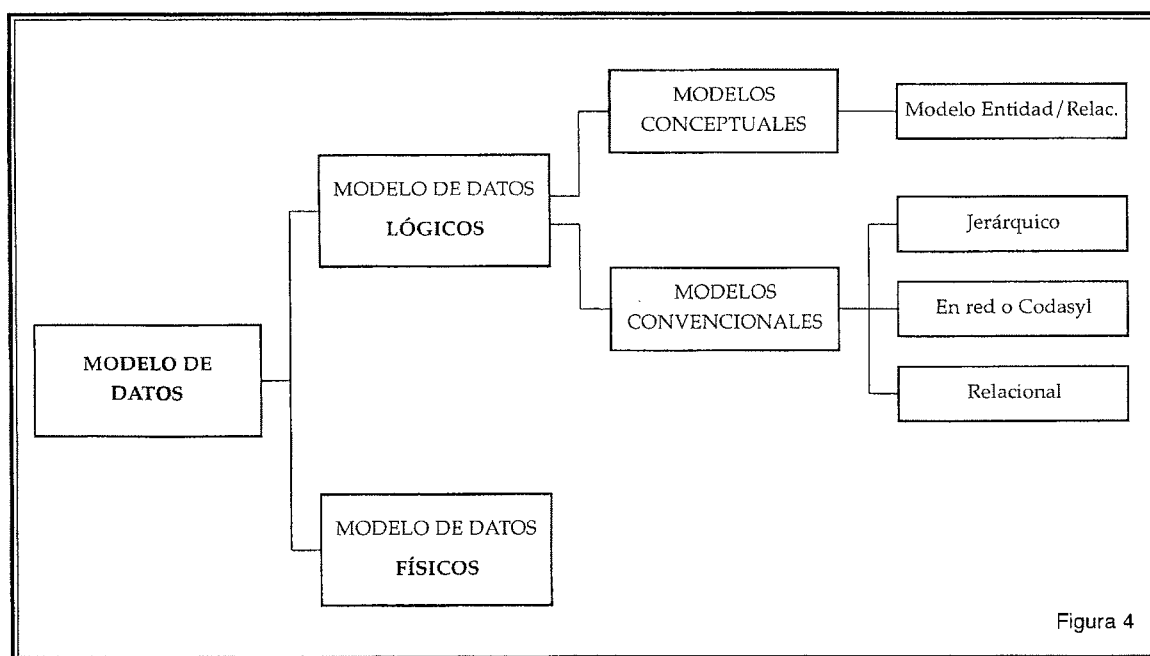 MODELOS
CONCEPTUALES
Modelo Entidad/Relac.
MODELO DE DATOS
LÓGICOS
Jerárquico
MODELOS
CONVENCIONALES
En red o Codasyl
MODELO DE
DATOS
Relacional
MODELO DE DATOS
FÍSICOS
Figura 4